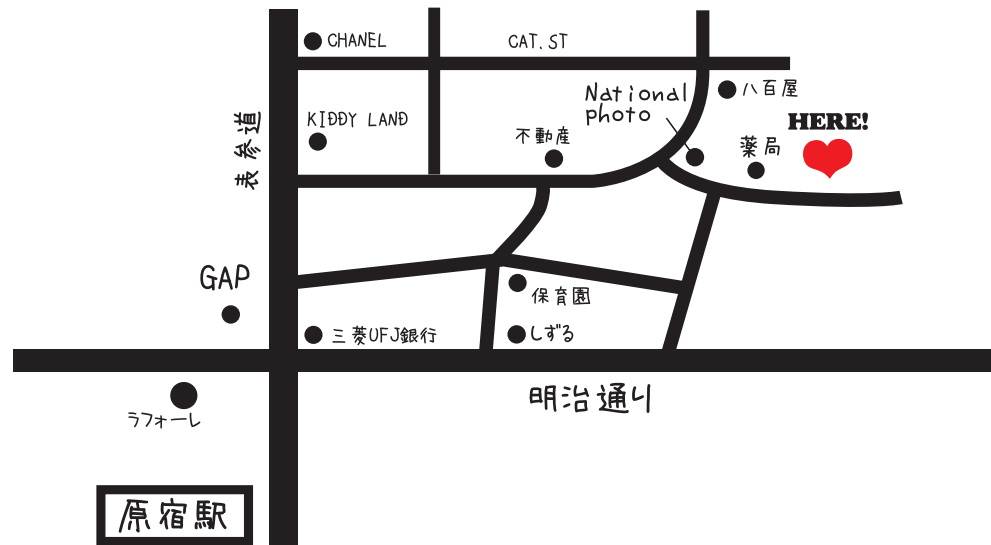 CHANEL
CAT. ST
八百屋
National
photo
HERE!
KIDDY LAND
不動産
薬局
表参道
GAP
保育園
三菱UFJ銀行
しずる
明治通り
ラフォーレ
原宿駅